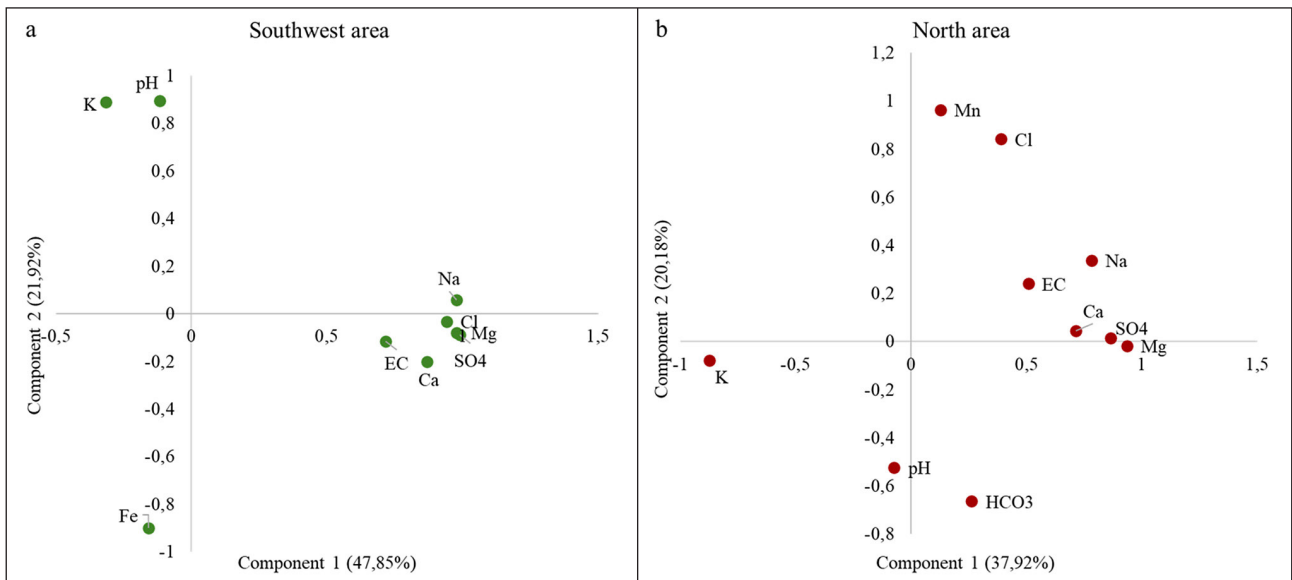 a
Southwest area
1
0,8
0,6
0,4
0,2
0
-0,2
-0,4
-0,6
-0,8
-1
-0,5
0
0,5
1
1,5
K
pH
Na
Cl
Mg
SO4
EC
Ca
Fe
Component 2 (21,92%)
Component 1 (47,85%)
b
North area
1,2
1
0,8
0,6
0,4
0,2
0
-0,2
-0,4
-0,6
-0,8
-1
-0,5
0
0,5
1
1,5
Mn
Cl
Na
EC
Ca
SO4
Mg
K
pH
HCO3
Component 2 (20,18%)
Component 1 (37,92%)